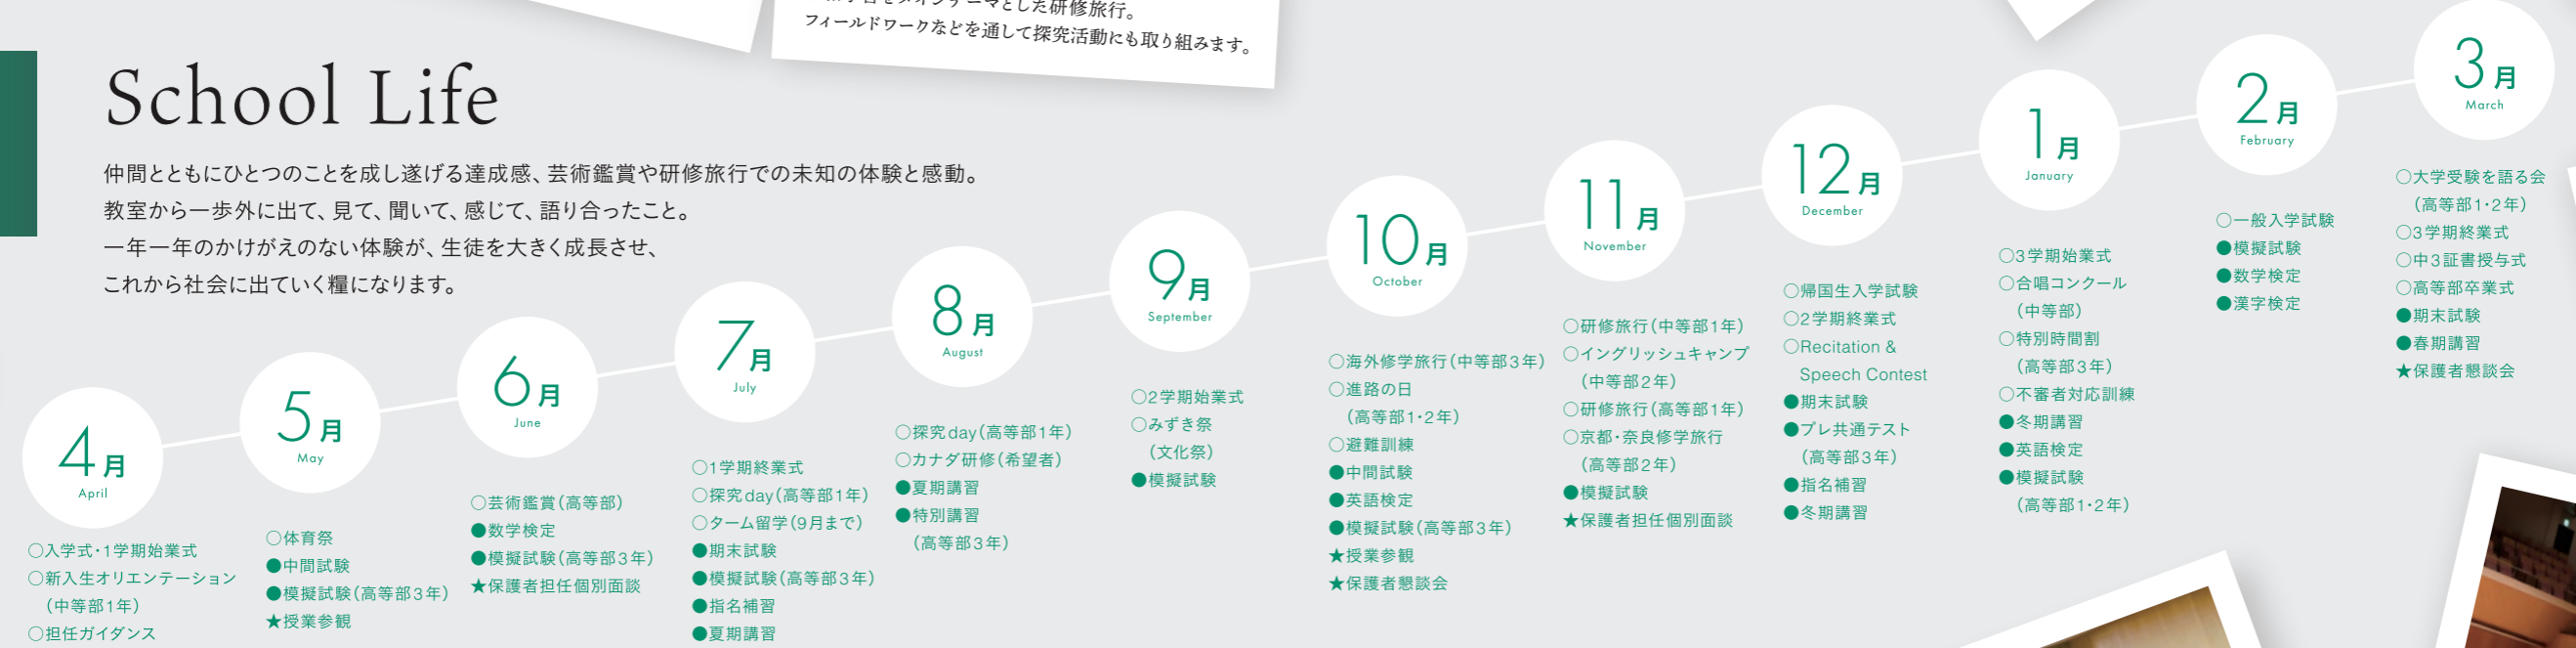 フィールドワークなどを通して探究活動にも取り組みます。
School Life
仲間とともにひとつのことを成し遂げる達成感、芸術鑑賞や研修旅行での未知の体験と感動。
教室から一歩外に出て、見て、聞いて、感じて、語り合ったこと。
一年一年のかけがえのない体験が、生徒を大きく成長させ、
これから社会に出ていく糧になります。
4月
April
○入学式・1学期始業式
○新入生オリエンテーション
(中等部1年)
○担任ガイダンス
5月
May
○体育祭
●中間試験
●模擬試験(高等部3年)
★授業参観
6月
June
○芸術鑑賞(高等部)
●数学検定
●模擬試験(高等部3年)
★保護者担任個別面談
7月
July
○1学期終業式
○探究day(高等部1年)
○ターム留学(9月まで)
●期末試験
●模擬試験(高等部3年)
●指名補習
●夏期講習
8月
August
○探究day(高等部1年)
○カナダ研修(希望者)
●夏期講習
●特別講習
(高等部3年)
9月
September
○2学期始業式
○みずき祭
(文化祭)
●模擬試験
10月
October
○海外修学旅行(中等部3年)
○進路の日
(高等部1・2年)
○避難訓練
●中間試験
●英語検定
●模擬試験(高等部3年)
★授業参観
★保護者懇談会
11月
November
○研修旅行(中等部1年)
○イングリッシュキャンプ
(中等部2年)
○研修旅行(高等部1年)
○京都・奈良修学旅行
(高等部2年)
●模擬試験
★保護者担任個別面談
12月
December
○帰国生入学試験
○2学期終業式
○Recitation &
Speech Contest
●期末試験
●プレ共通テスト
(高等部3年)
●指名補習
●冬期講習
1月
January
○3学期始業式
○合唱コンクール
(中等部)
○特別時間割
(高等部3年)
○不審者対応訓練
●冬期講習
●英語検定
●模擬試験
(高等部1・2年)
2月
February
○一般入学試験
●模擬試験
●数学検定
●漢字検定
3月
March
○大学受験を語る会
(高等部1・2年)
○3学期終業式
○中3証書授与式
○高等部卒業式
●期末試験
●春期講習
★保護者懇談会